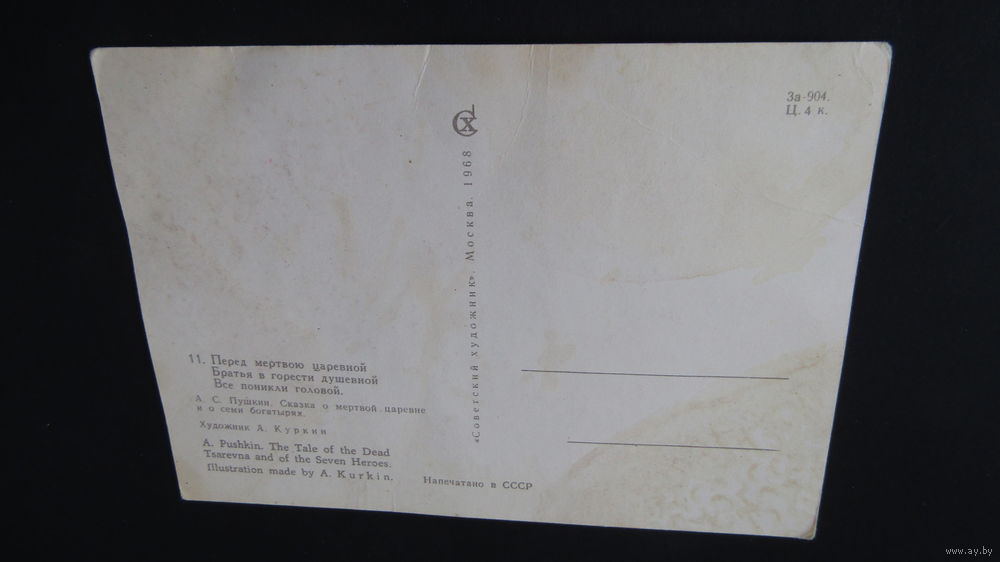 11. Перед мертвою царевной
Братья в горести душевной
Все поникли головой.
А. С. Пушкин. Сказка о мертвой царевне
и о семи богатырях.
Художник А. Куркин
A. Pushkin. The Tale of the Dead
Tsarevna and of the Seven Heroes.
Illustration made by A. Kurkin.
Напечатано в СССР
«Советский художник». Москва. 1968
СХ
За-904.
Ц. 4 к.
www.ay.by